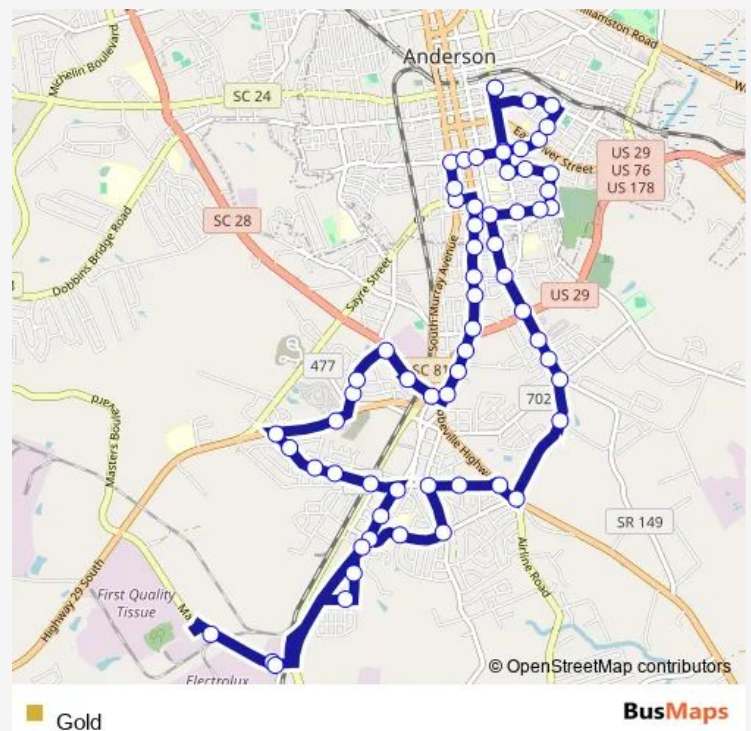 Williamston Road
Michelin Boulevard
Anderson
SC 24
East River Street
US 29
US 76
US 178
Dobbins Bridge Road
SC 28
Sayre Street
South Murray Avenue
US 29
477
SC 81
702
Masters Boulevard
Abbeville Highway
SR 149
Airline Road
Highway 29 South
First Quality
Tissue
Ma
Electrolux
© OpenStreetMap contributors
Gold
BusMaps